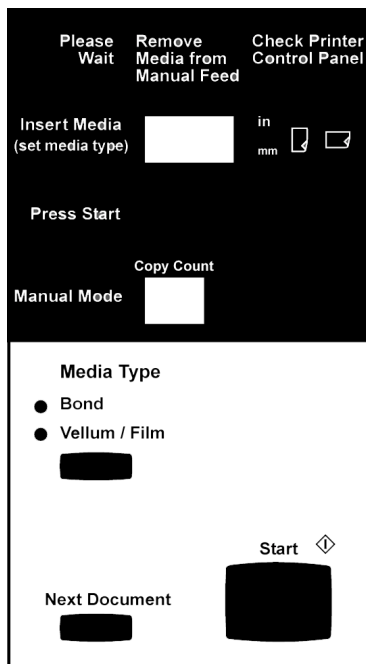 Please Wait
Remove Media from Manual Feed
Check Printer Control Panel
Insert Media
(set media type)
in
mm
Press Start
Copy Count
Manual Mode
Media Type
Bond
Vellum / Film
Start
Next Document